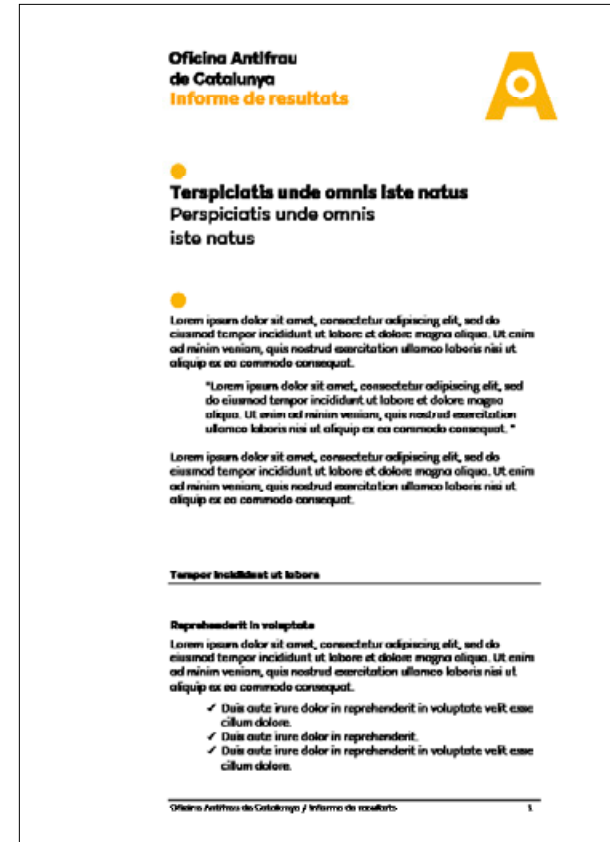 Oficina Antifrau
de Catalunya
Informe de resultats
Terspiciatis unde omnis iste natus
Perspiciatis unde omnis
iste natus
Lorem ipsum dolor sit amet, consectetur adipiscing elit, sed do
eiusmod tempor incididunt ut labore et dolore magna aliqua. Ut enim
ad minim veniam, quis nostrud exercitation ullamco laboris nisi ut
aliquip ex ea commodo consequat.
"Lorem ipsum dolor sit amet, consectetur adipiscing elit, sed
do eiusmod tempor incididunt ut labore et dolore magna
aliqua. Ut enim ad minim veniam, quis nostrud exercitation
ullamco laboris nisi ut aliquip ex ea commodo consequat. "
Lorem ipsum dolor sit amet, consectetur adipiscing elit, sed do
eiusmod tempor incididunt ut labore et dolore magna aliqua. Ut enim
ad minim veniam, quis nostrud exercitation ullamco laboris nisi ut
aliquip ex ea commodo consequat.
Tempor incididunt ut labore
Reprehenderit in voluptate
Lorem ipsum dolor sit amet, consectetur adipiscing elit, sed do
eiusmod tempor incididunt ut labore et dolore magna aliqua. Ut enim
ad minim veniam, quis nostrud exercitation ullamco laboris nisi ut
aliquip ex ea commodo consequat.
✓ Duis aute irure dolor in reprehenderit in voluptate velit esse
cillum dolore.
✓ Duis aute irure dolor in reprehenderit.
✓ Duis aute irure dolor in reprehenderit in voluptate velit esse
cillum dolore.
Oficina Antifrau de Catalunya / Informe de resultats